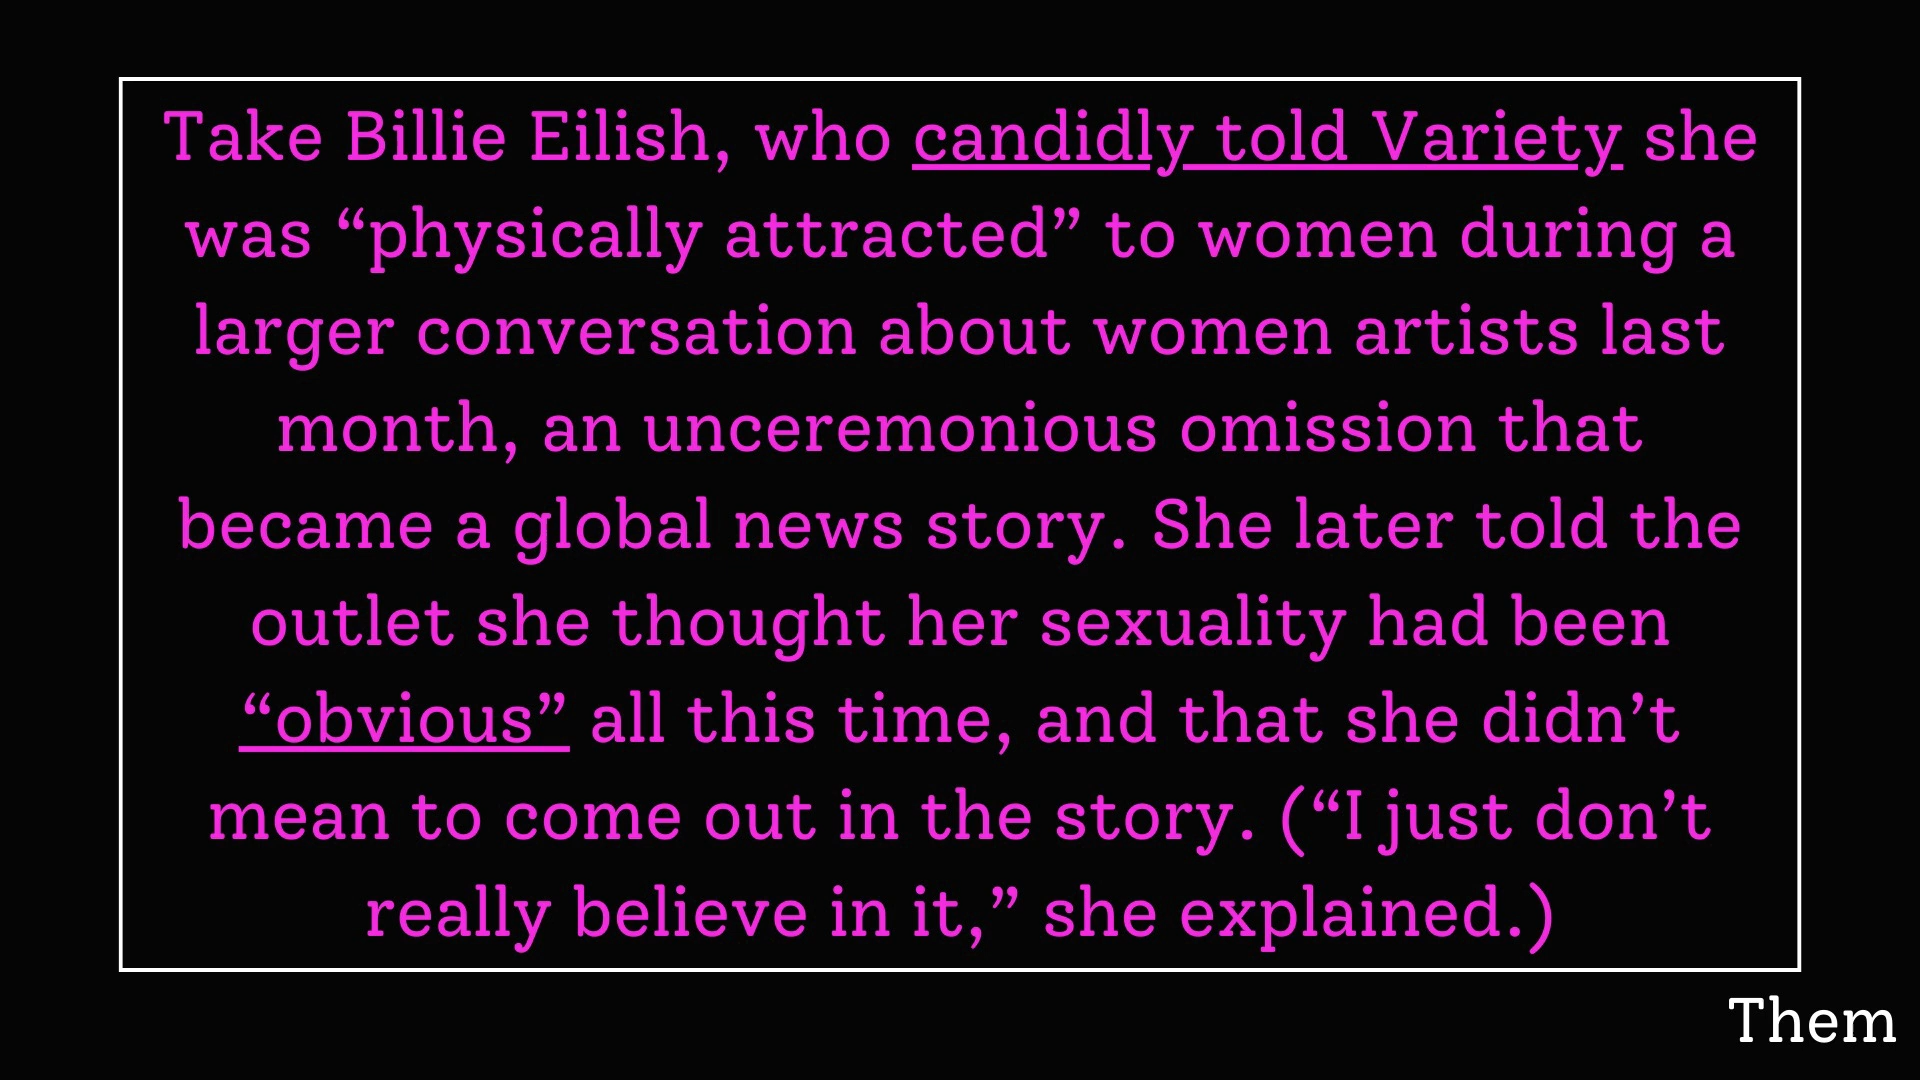 Take Billie Eilish, who candidly told Variety she
was “physically attracted” to women during a
larger conversation about women artists last
month, an unceremonious omission that
became a global news story. She later told the
outlet she thought her sexuality had been
“obvious” all this time, and that she didn’t
mean to come out in the story. (“I just don’t
really believe in it,” she explained.)
Them